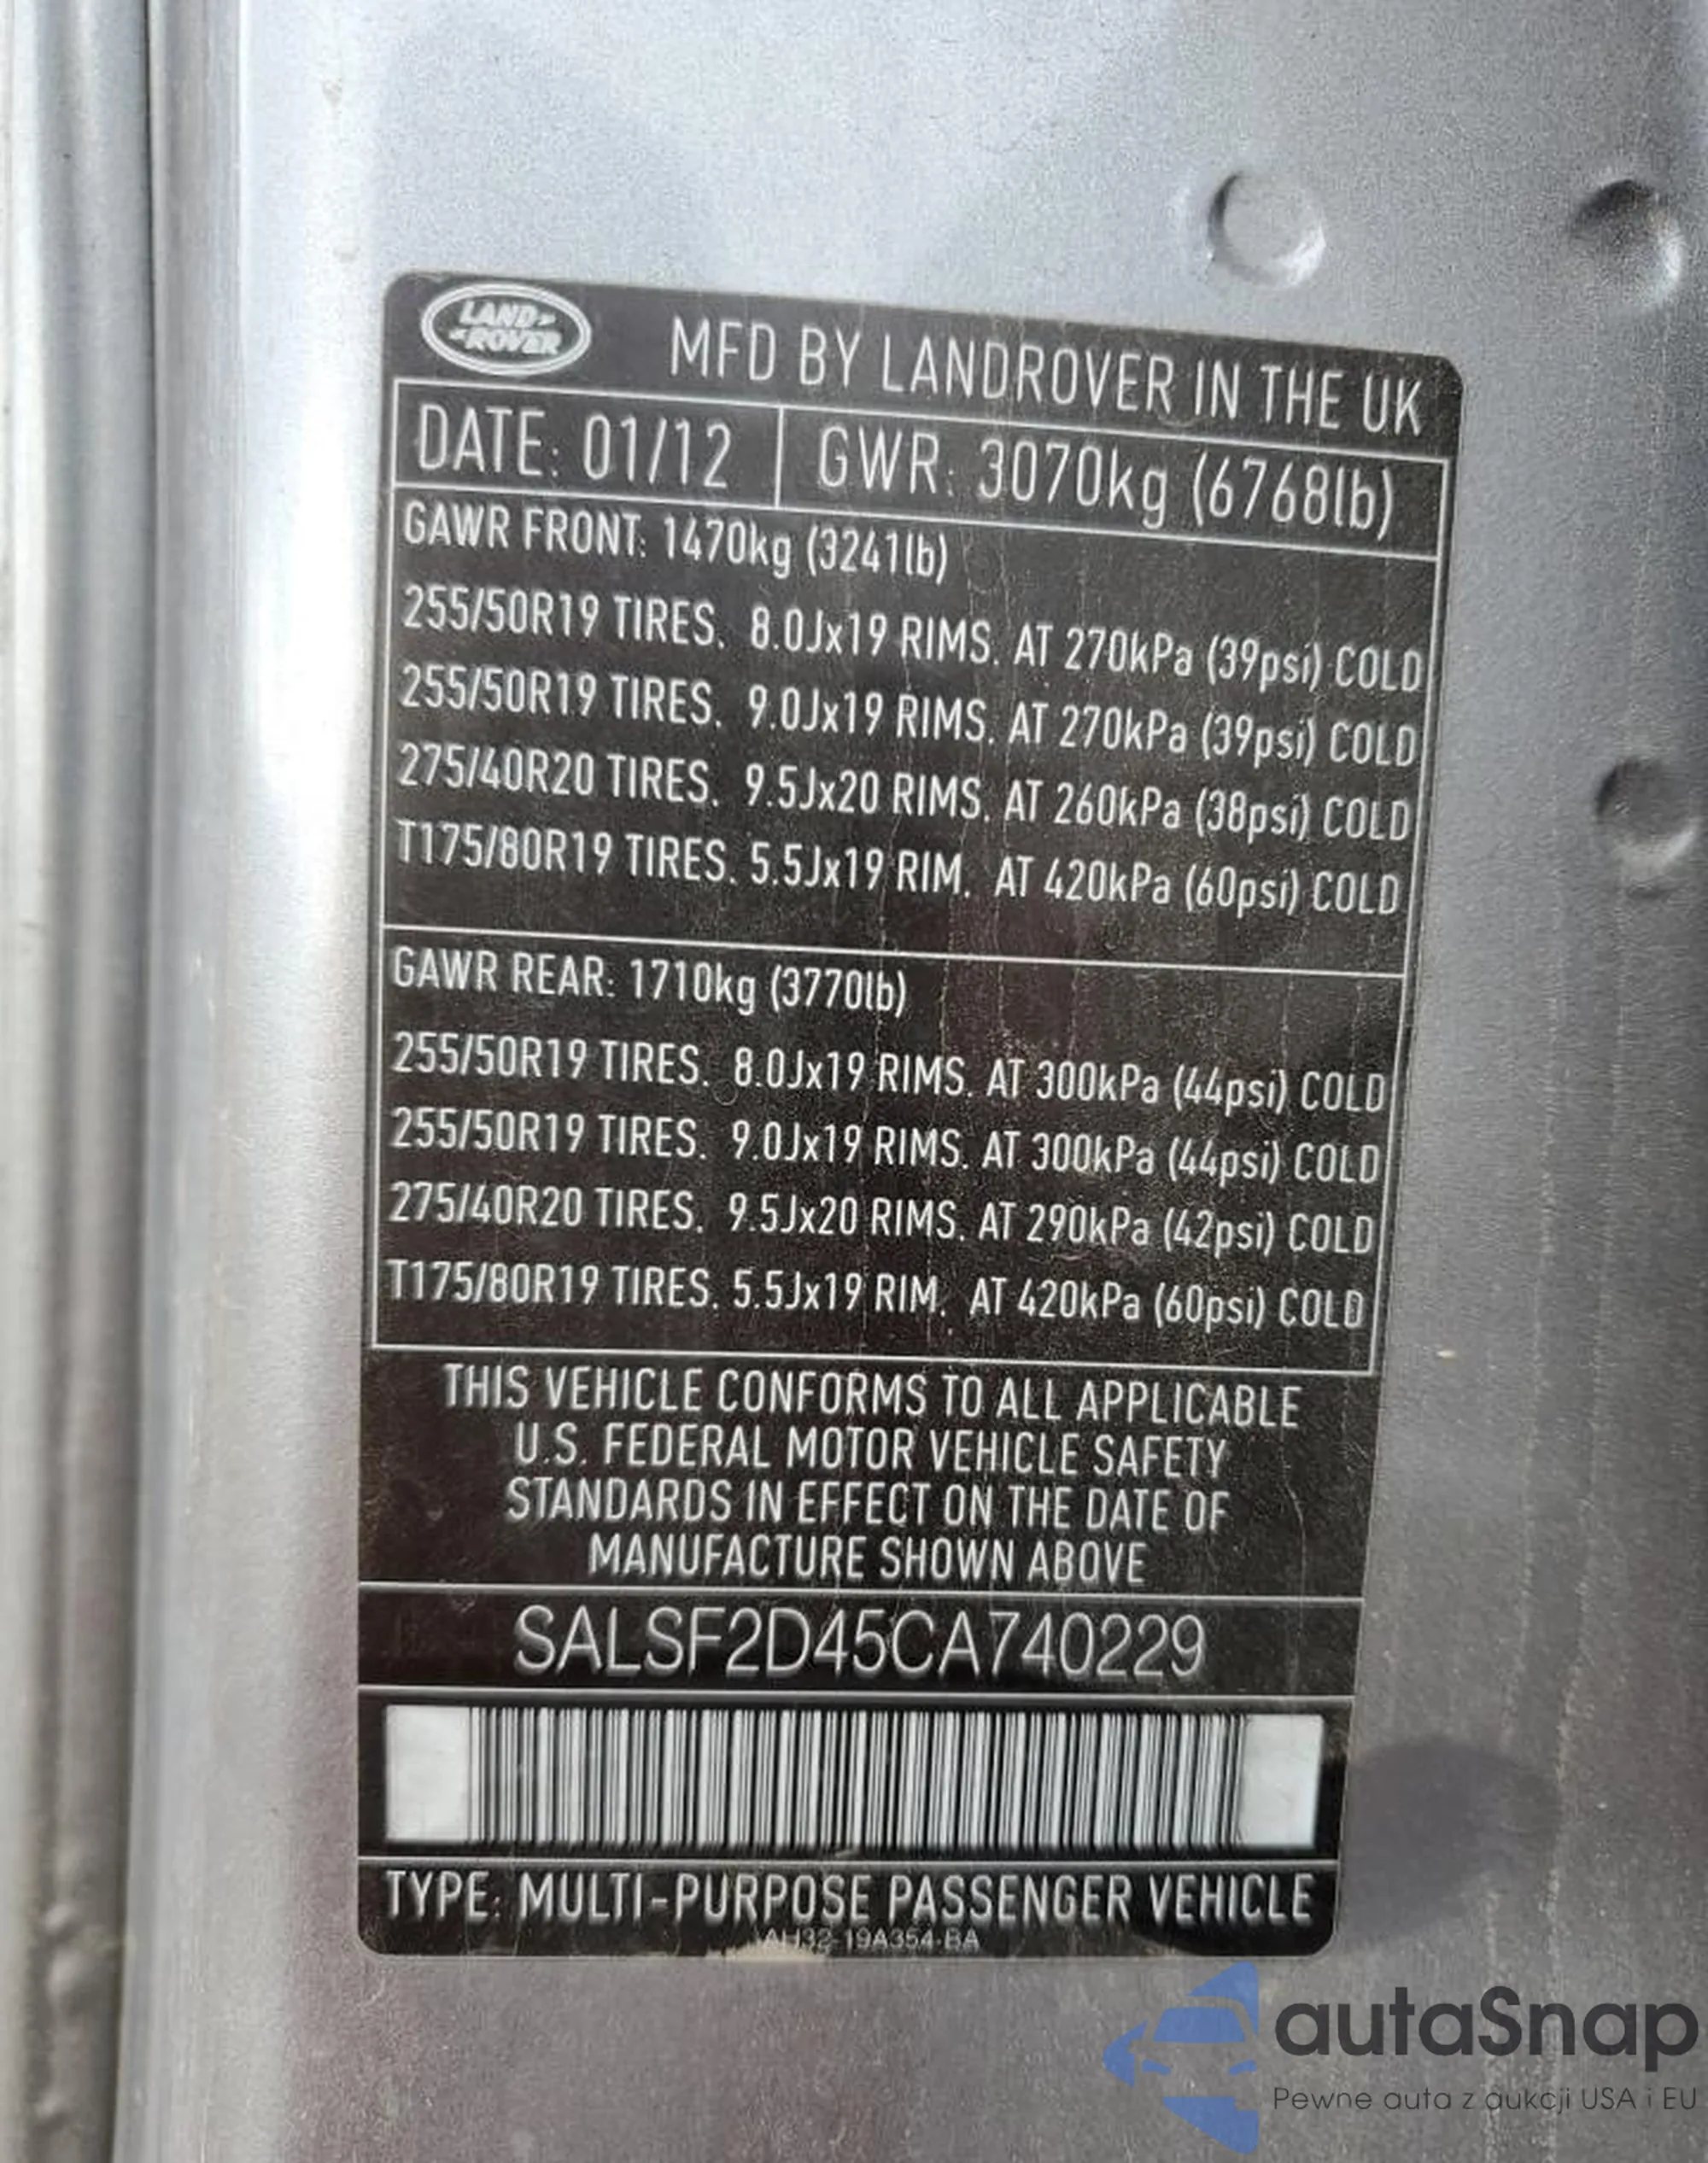 LAND ROVER
MFD BY LANDROVER IN THE UK
DATE: 01/12 GWR: 3070kg (6768lb)
GAWR FRONT: 1470kg (3241lb)
255/50R19 TIRES. 8.0Jx19 RIMS. AT 270kPa (39psi) COLD
255/50R19 TIRES. 9.0Jx19 RIMS. AT 270kPa (39psi) COLD
275/40R20 TIRES. 9.5Jx20 RIMS. AT 260kPa (38psi) COLD
T175/80R19 TIRES. 5.5Jx19 RIM. AT 420kPa (60psi) COLD
GAWR REAR: 1710kg (3770lb)
255/50R19 TIRES. 8.0Jx19 RIMS. AT 300kPa (44psi) COLD
255/50R19 TIRES. 9.0Jx19 RIMS. AT 300kPa (44psi) COLD
275/40R20 TIRES. 9.5Jx20 RIMS. AT 290kPa (42psi) COLD
T175/80R19 TIRES. 5.5Jx19 RIM. AT 420kPa (60psi) COLD
THIS VEHICLE CONFORMS TO ALL APPLICABLE
U.S. FEDERAL MOTOR VEHICLE SAFETY
STANDARDS IN EFFECT ON THE DATE OF
MANUFACTURE SHOWN ABOVE
SALSF2D45CA740229
TYPE: MULTI-PURPOSE PASSENGER VEHICLE
AH32-19A354-BA
autaSnap
Pewne auta z aukcji USA i EU